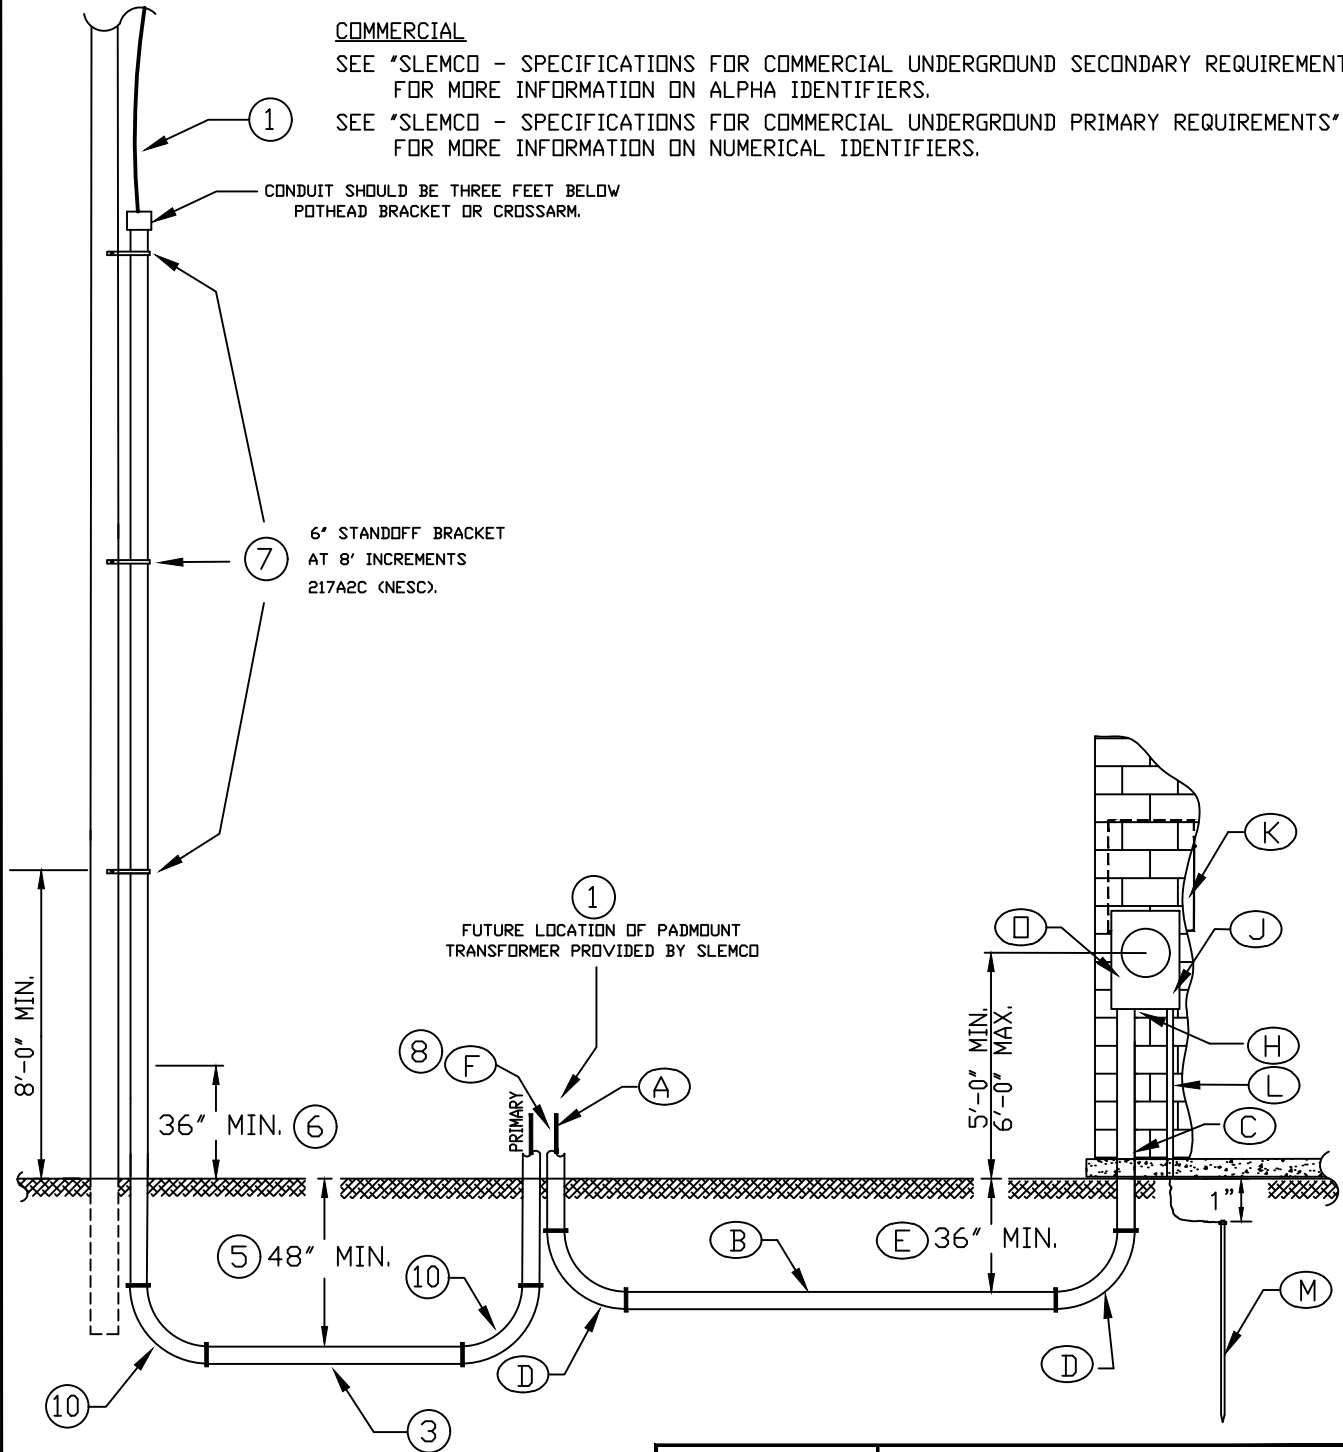 COMMERCIAL
SEE "SLEMCO - SPECIFICATIONS FOR COMMERCIAL UNDERGROUND SECONDARY REQUIREMENT
FOR MORE INFORMATION ON ALPHA IDENTIFIERS.
SEE "SLEMCO - SPECIFICATIONS FOR COMMERCIAL UNDERGROUND PRIMARY REQUIREMENTS"
FOR MORE INFORMATION ON NUMERICAL IDENTIFIERS.
1
CONDUIT SHOULD BE THREE FEET BELOW
POTHEAD BRACKET OR CROSSARM.
7
6" STANDOFF BRACKET
AT 8' INCREMENTS
217A2C (NESC).
K
1
FUTURE LOCATION OF PADMOUNT
TRANSFORMER PROVIDED BY SLEMCO
O
J
8'-0" MIN.
5'-0" MIN.
6'-0" MAX.
8
F
A
H
L
C
PRIMARY
36" MIN.
6
1"
5
48" MIN.
B
E
36" MIN.
10
M
D
D
10
3